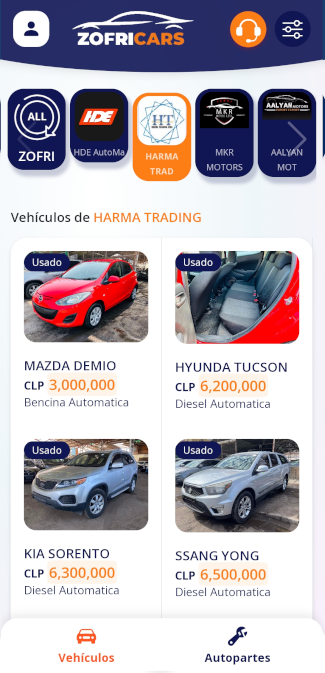 ZOFRICARS
ALL
ZOFRI
HDE
HDE AutoMa
HT
HARMA
TRAD
MKR
MKR
MOTORS
AALYAN
MOTORS
AALYAN
MOT
Vehículos de HARMA TRADING
Usado
MAZDA DEMIO
CLP 3,000,000
Bencina Automatica
Usado
HYUNDA TUCSON
CLP 6,200,000
Diesel Automatica
Usado
KIA SORENTO
CLP 6,300,000
Diesel Automatica
Usado
SSANG YONG
CLP 6,500,000
Diesel Automatica
Vehículos
Autopartes